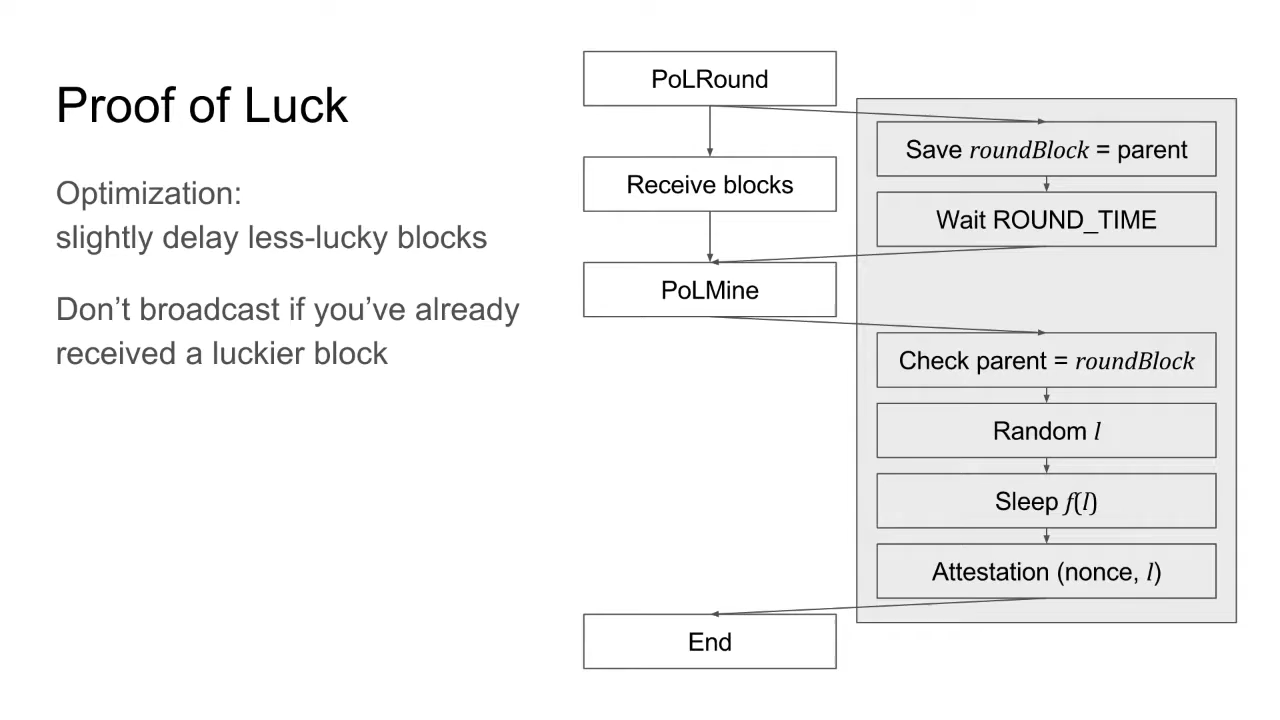 Proof of Luck
Optimization:
slightly delay less-lucky blocks
Don’t broadcast if you’ve already
received a luckier block
PoLRound
Save roundBlock = parent
Receive blocks
Wait ROUND_TIME
PoLMine
Check parent = roundBlock
Random l
Sleep f(l)
Attestation (nonce, l)
End